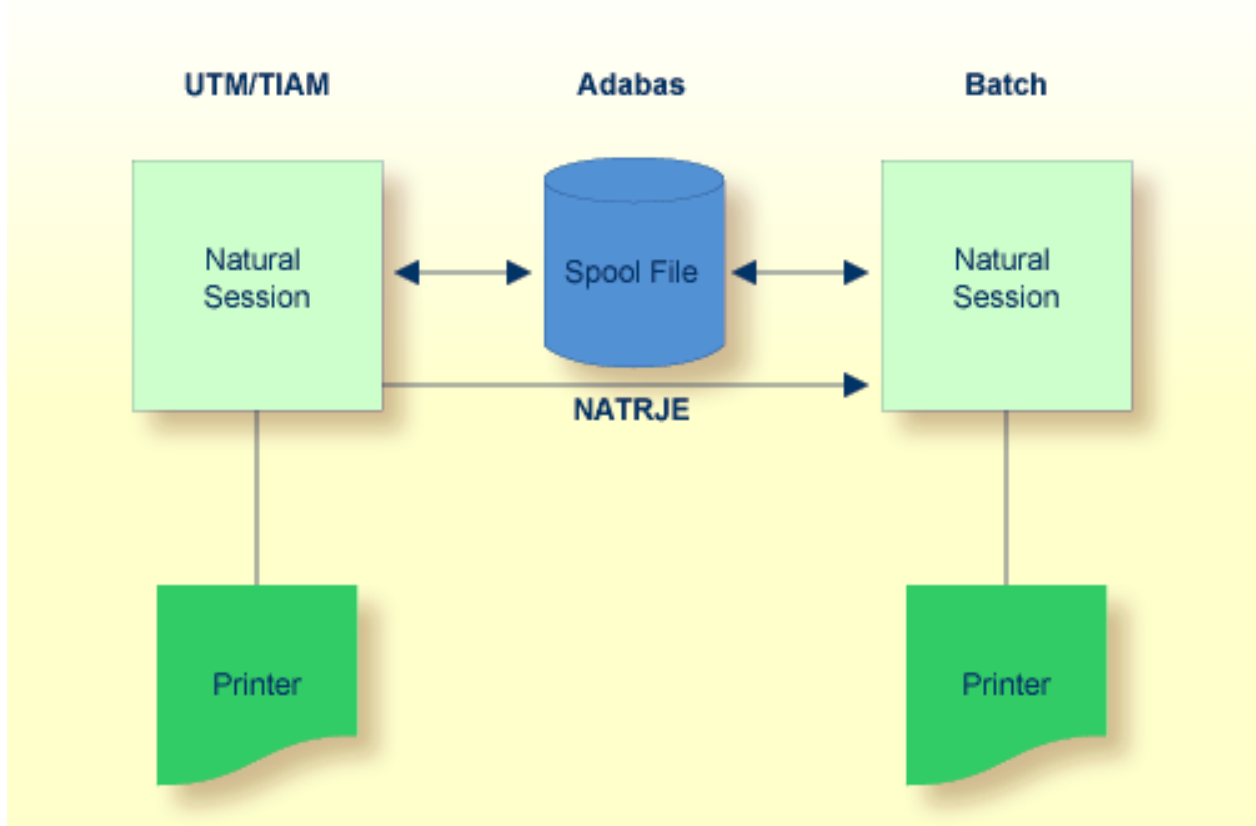 UTM/TIAM
Adabas
Batch
Natural
Session
Spool File
Natural
Session
NATRJE
Printer
Printer